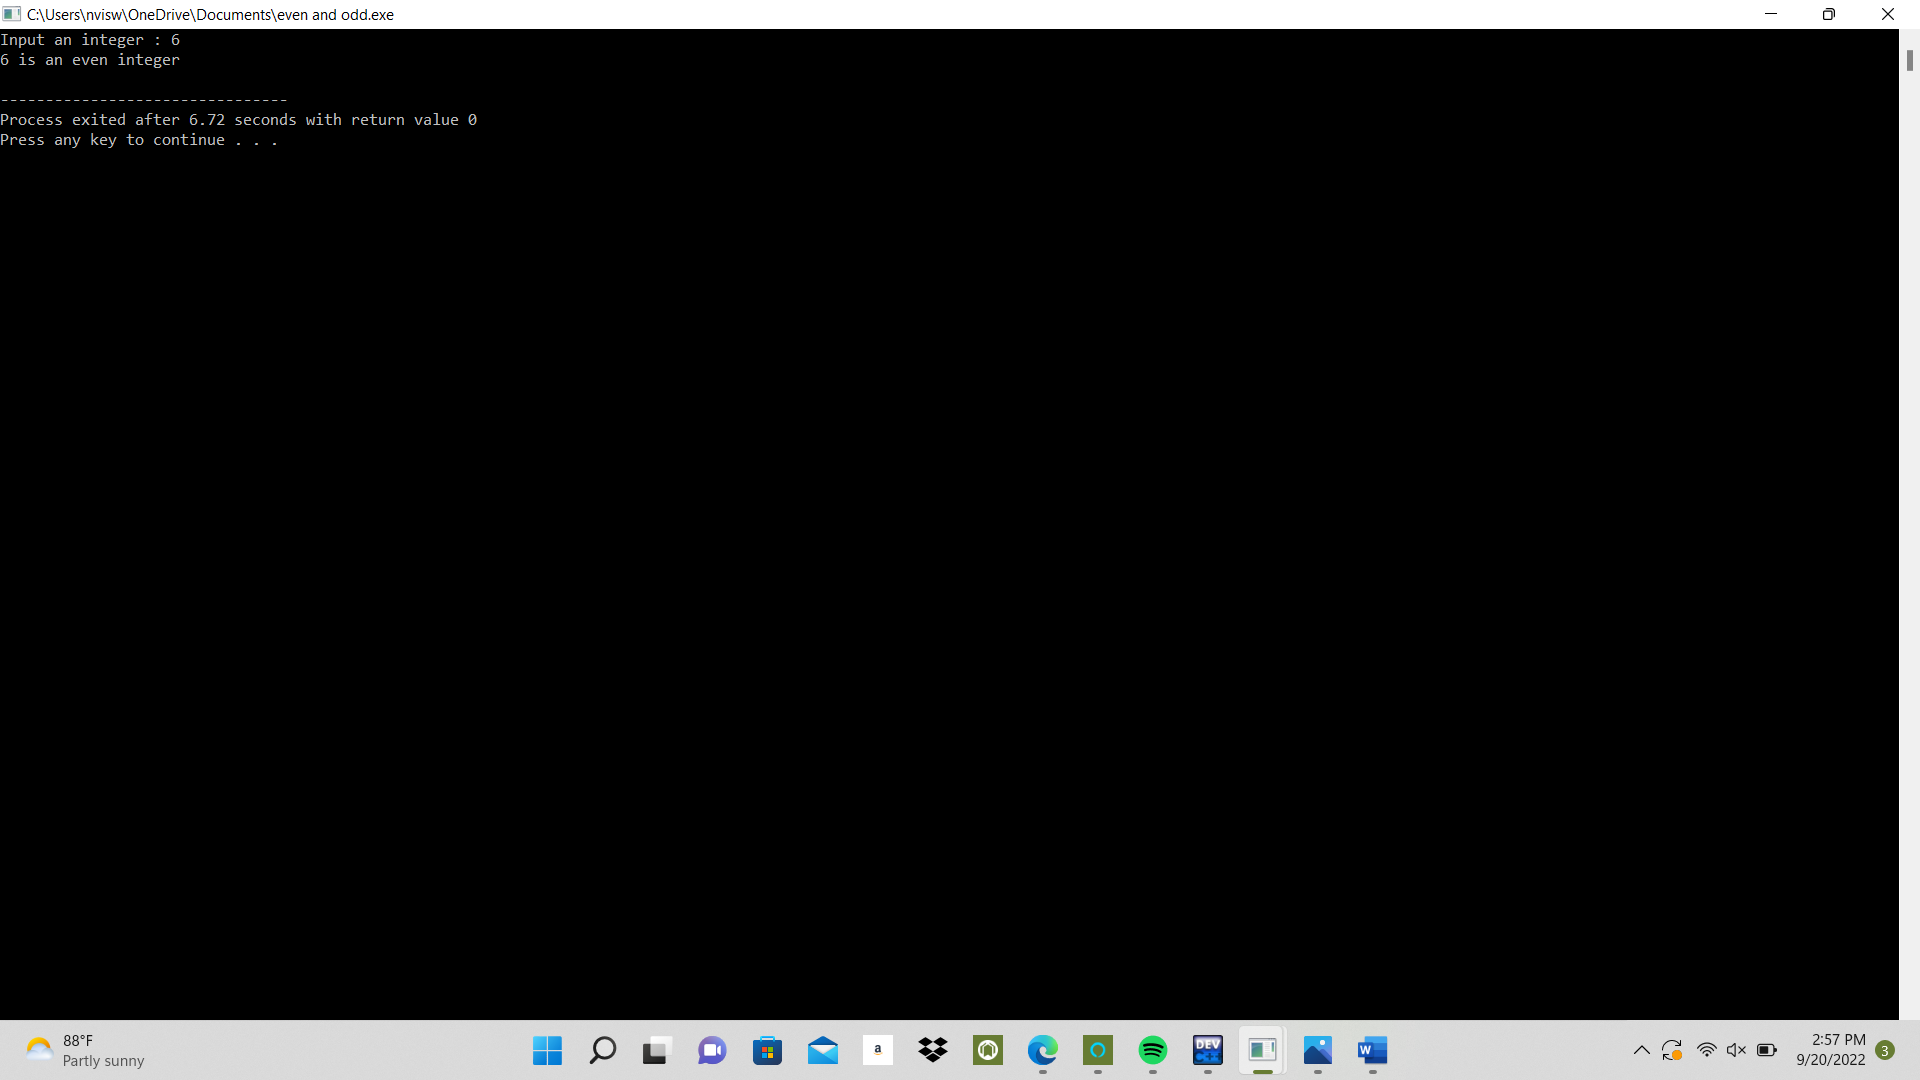 C:\Users\nvisw\OneDrive\Documents\even and odd.exe
Input an integer : 6
6 is an even integer
--------------------------------
Process exited after 6.72 seconds with return value 0
Press any key to continue . . .
88°F
Partly sunny
a
DEV
C++
W
2:57 PM
9/20/2022
3